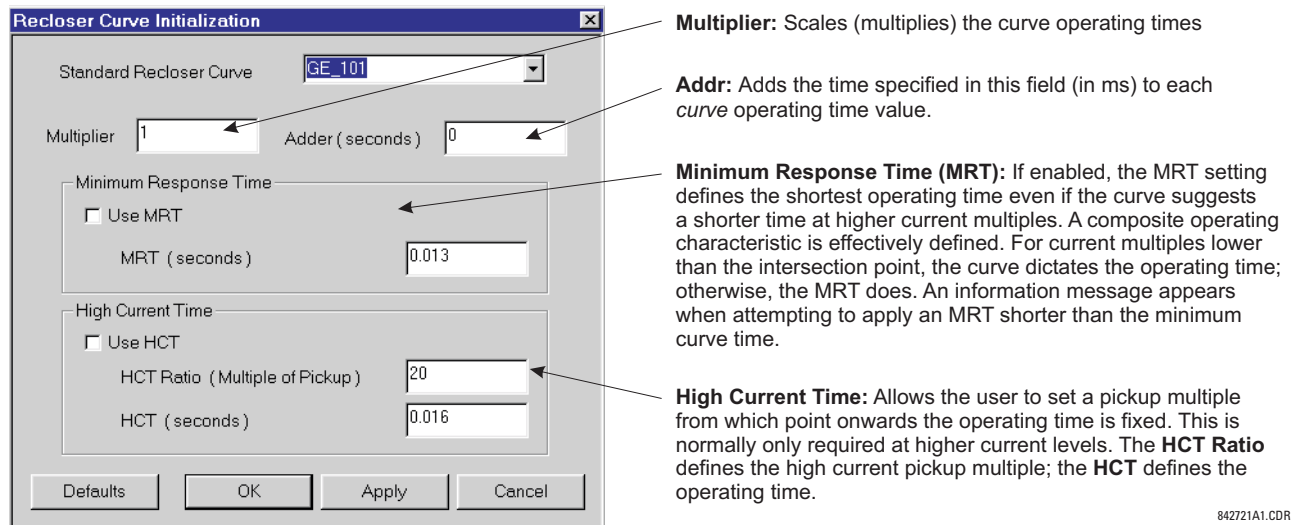 Recloser Curve Initialization
Standard Recloser Curve GE_101
Multiplier 1 Adder ( seconds ) 0
Minimum Response Time
Use MRT
MRT ( seconds ) 0.013
High Current Time
Use HCT
HCT Ratio ( Multiple of Pickup ) 20
HCT ( seconds ) 0.016
Defaults OK Apply Cancel
Multiplier: Scales (multiplies) the curve operating times
Addr: Adds the time specified in this field (in ms) to each
curve operating time value.
Minimum Response Time (MRT): If enabled, the MRT setting
defines the shortest operating time even if the curve suggests
a shorter time at higher current multiples. A composite operating
characteristic is effectively defined. For current multiples lower
than the intersection point, the curve dictates the operating time;
otherwise, the MRT does. An information message appears
when attempting to apply an MRT shorter than the minimum
curve time.
High Current Time: Allows the user to set a pickup multiple
from which point onwards the operating time is fixed. This is
normally only required at higher current levels. The HCT Ratio
defines the high current pickup multiple; the HCT defines the
operating time.
842721A1.CDR